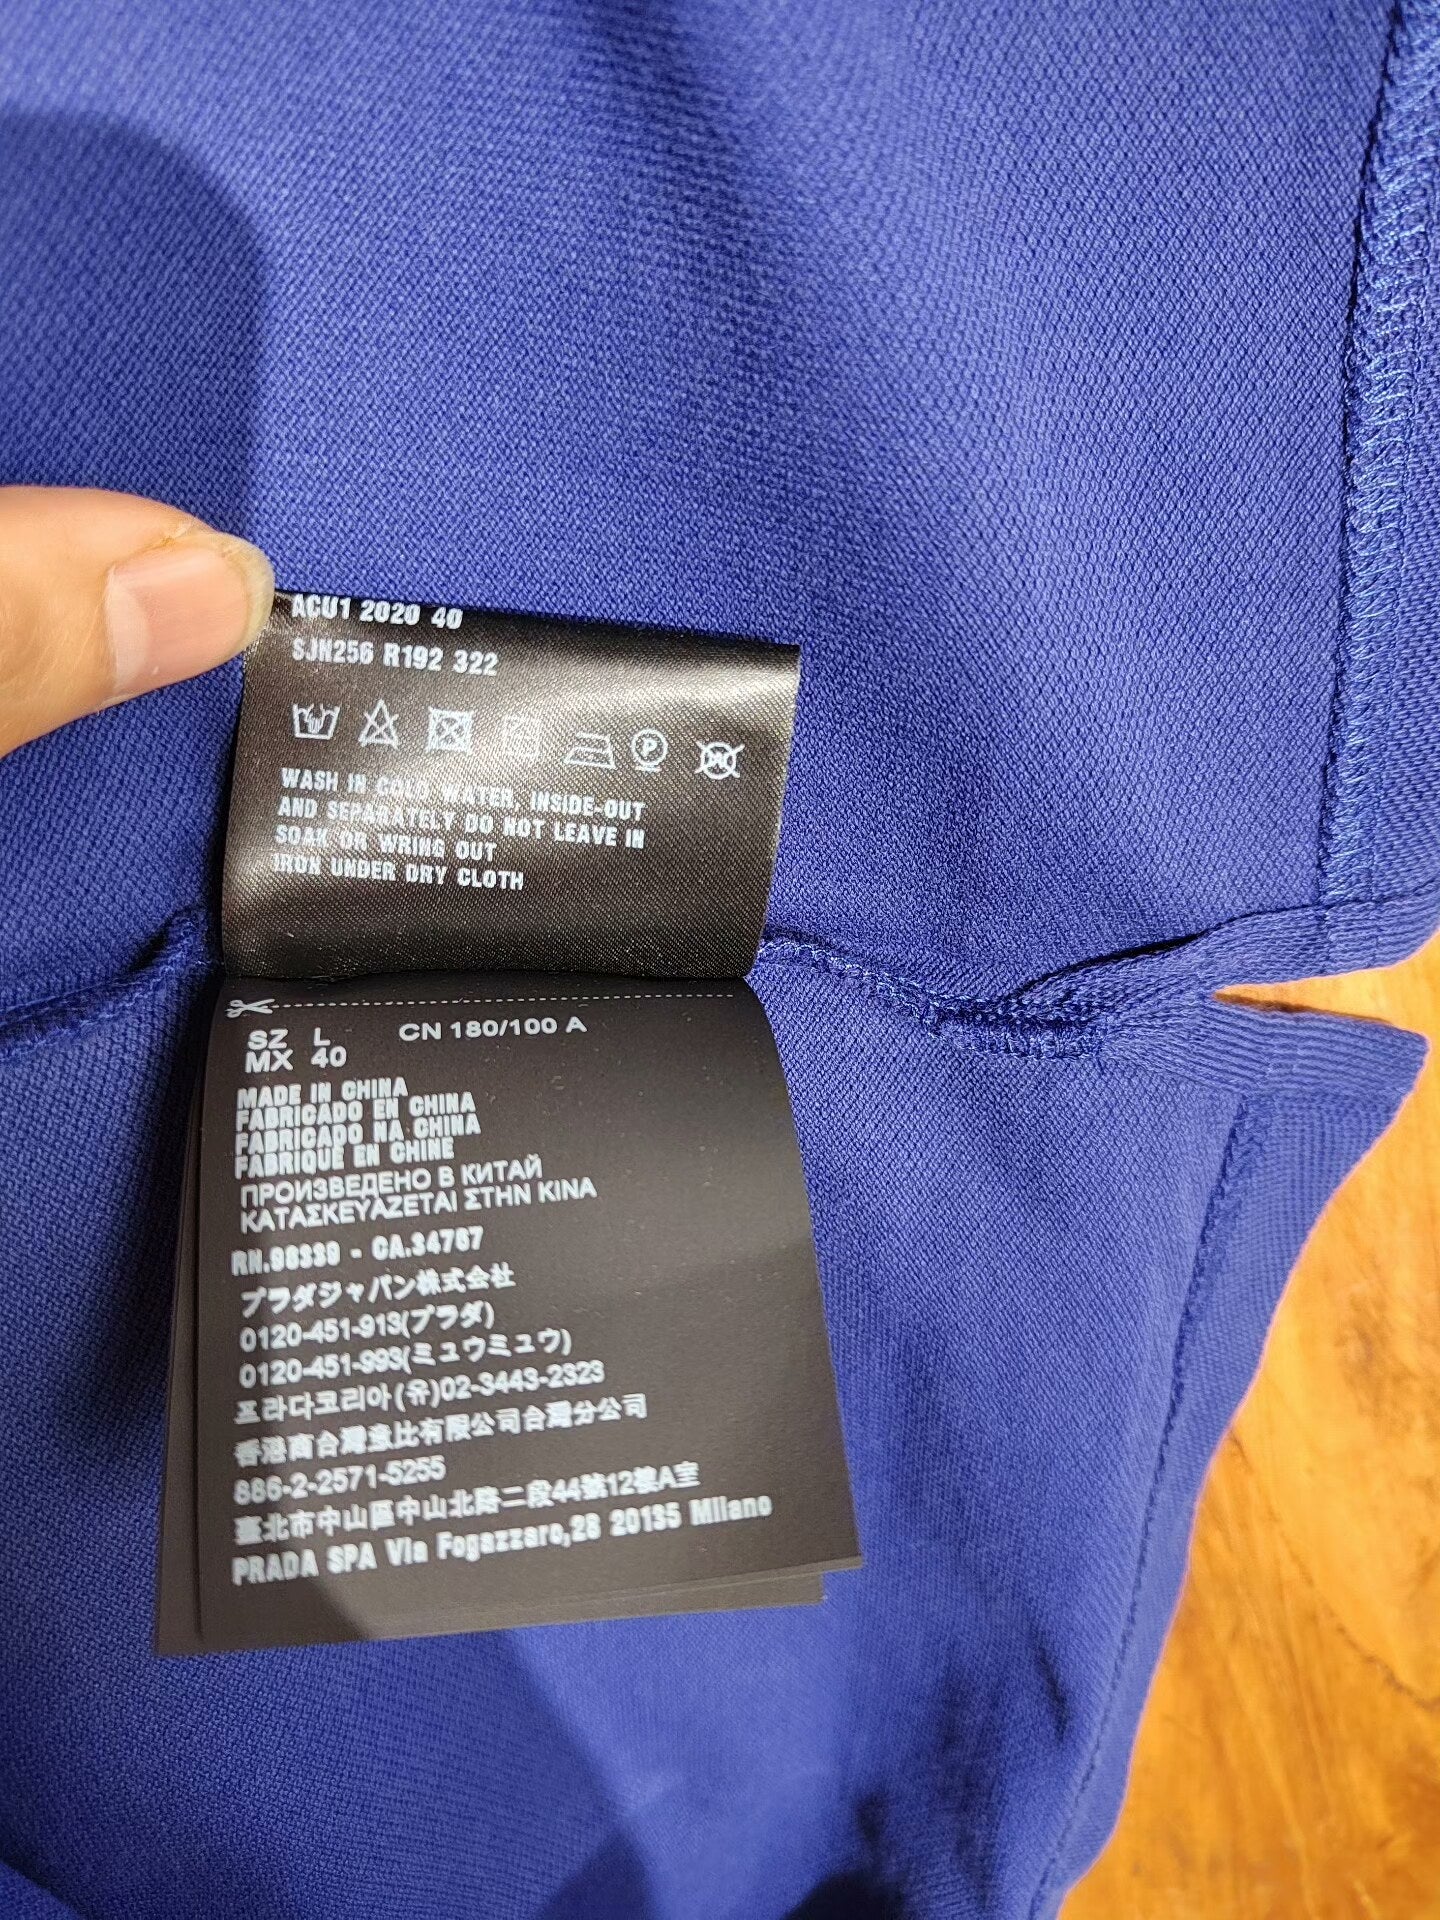 ACU1 2020 40
SJN256 R192 322
P
WASH IN COLD WATER, INSIDE-OUT
AND SEPARATELY DO NOT LEAVE IN
SOAK OR WRING OUT
IRON UNDER DRY CLOTH
SZ L CN 180/100 A
MX 40
MADE IN CHINA
FABRICADO EN CHINA
FABRICADO NA CHINA
FABRIQUÉ EN CHINE
ПРОИЗВЕДЕНО В КИТАЙ
ΚΑΤΑΣΚΕΥΑΖΕΤΑΙ ΣΤΗΝ ΚΙΝΑ
RN.98339 - CA.34767
プラダジャパン株式会社
0120-451-913(プラダ)
0120-451-993(ミュウミュウ)
프라다코리아(유)02-3443-2323
香港商台灣普比有限公司台灣分公司
886-2-2571-5255
臺北市中山區中山北路二段44號12樓A室
PRADA SPA Via Fogazzaro,28 20135 Milano